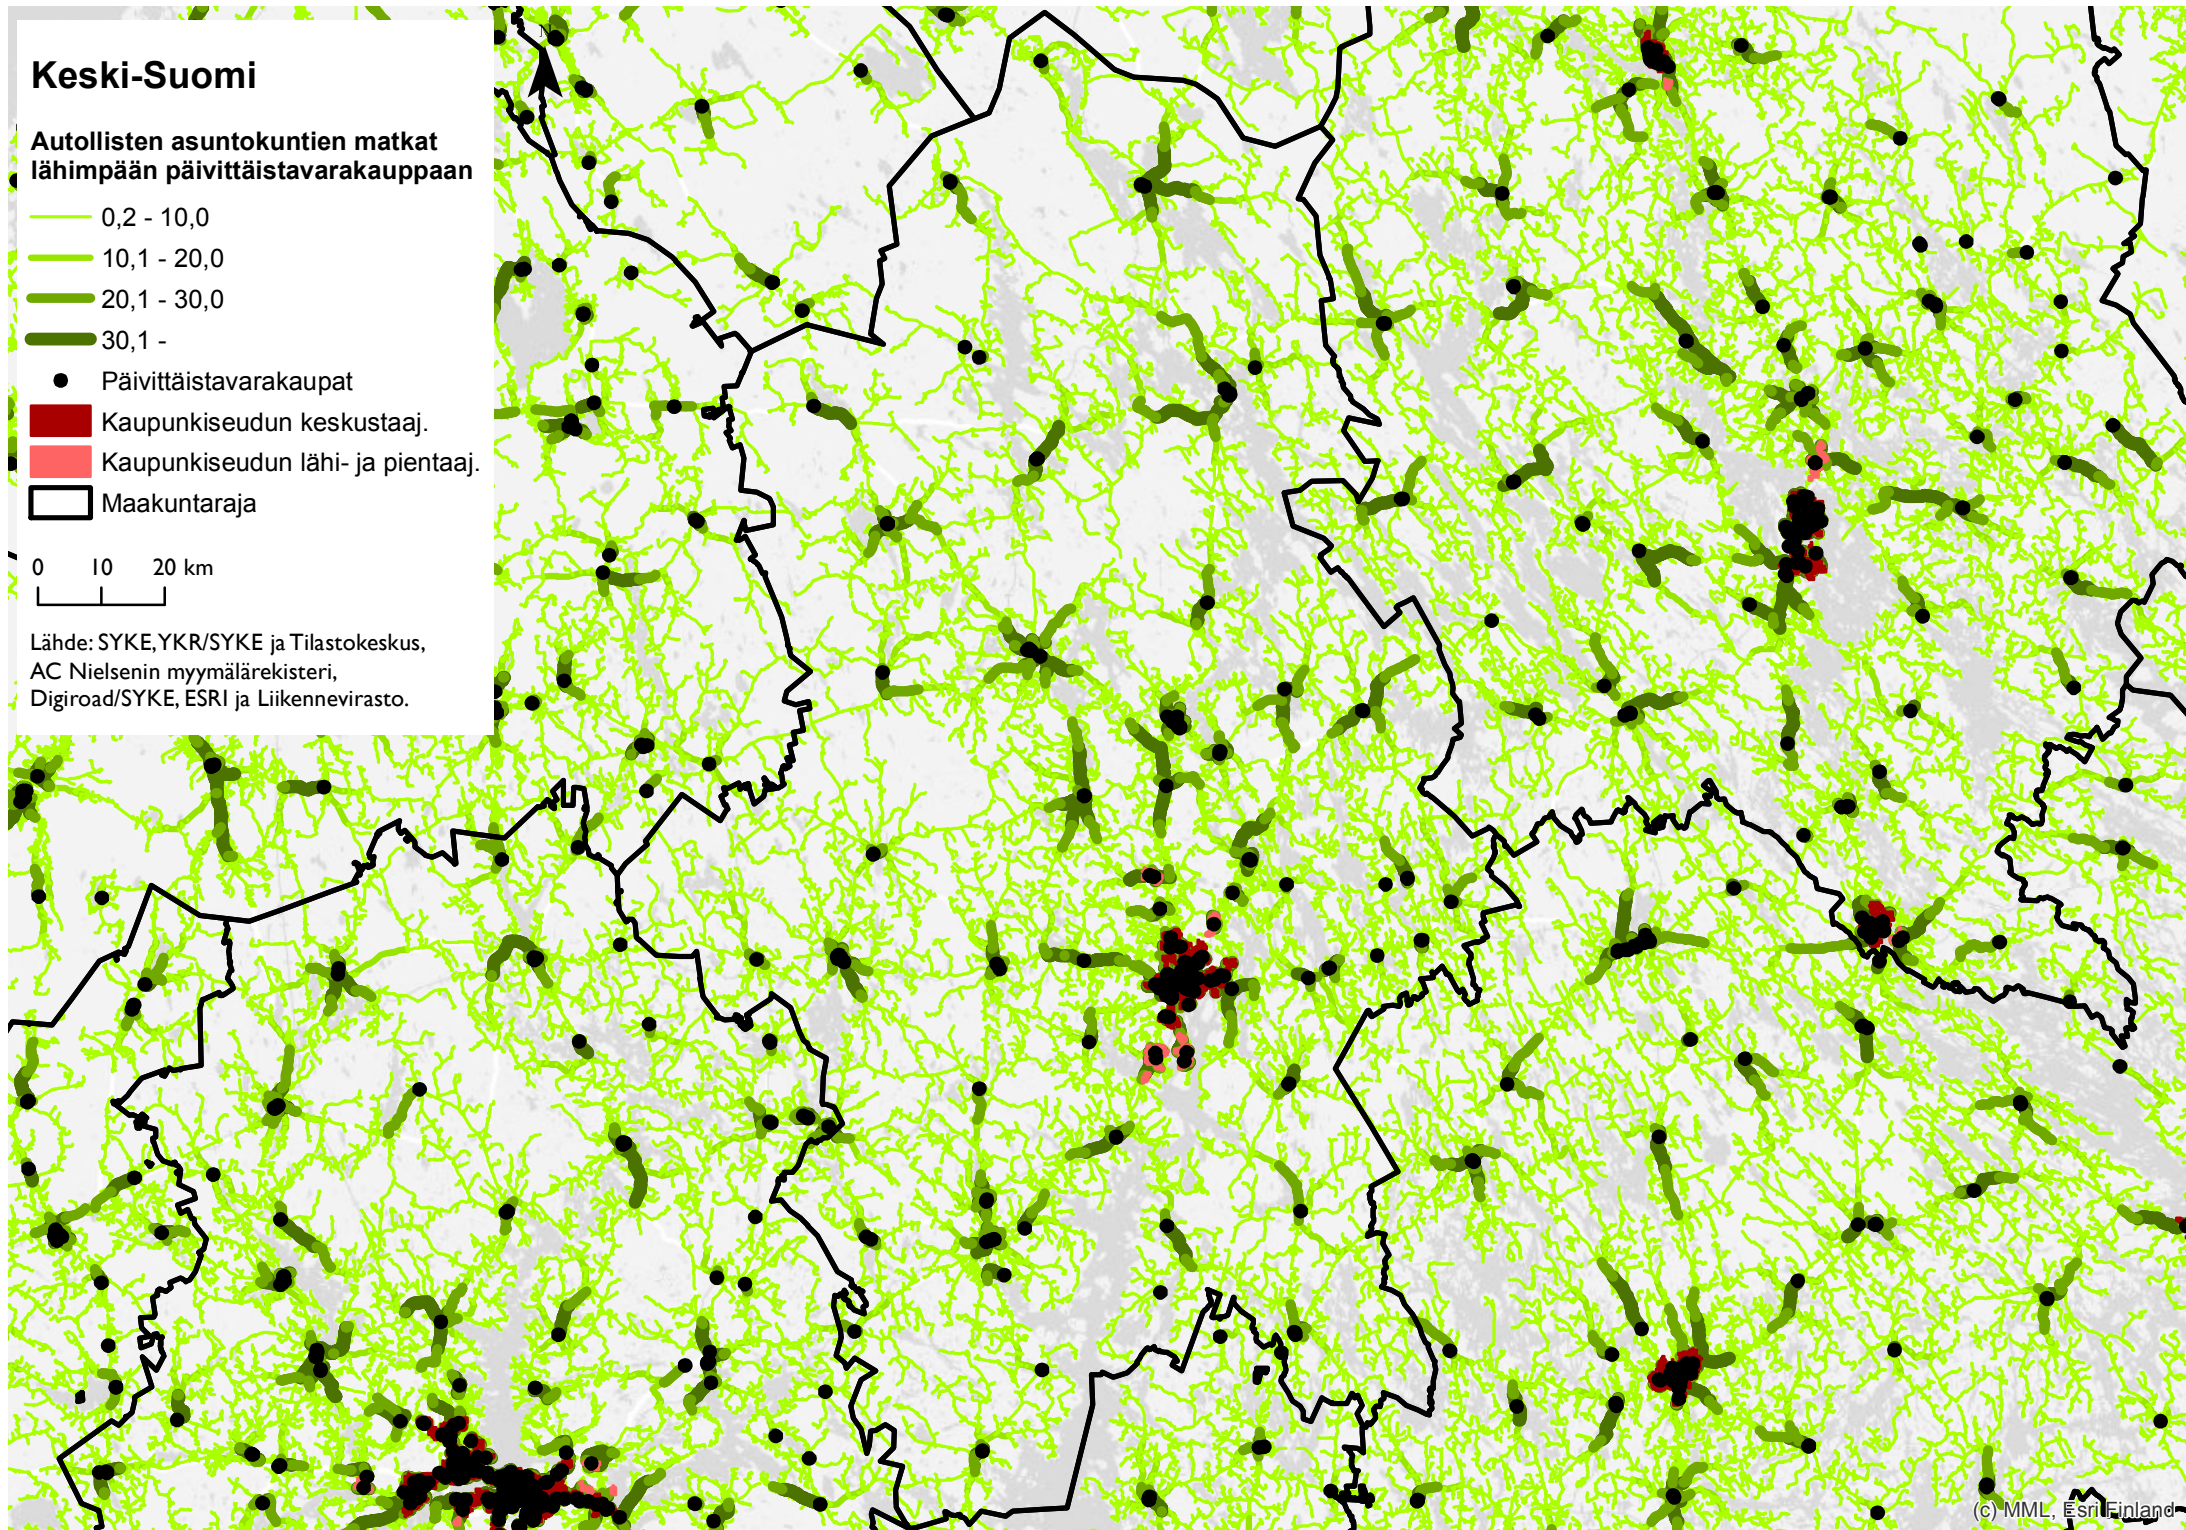 N
Keski-Suomi
Autollisten asuntokuntien matkat
lähimpään päivittäistavarakauppaan
0,2 - 10,0
10,1 - 20,0
20,1 - 30,0
30,1 -
Päivittäistavarakaupat
Kaupunkiseudun keskustaaj.
Kaupunkiseudun lähi- ja pientaaj.
Maakuntaraja
0 10 20 km
Lähde: SYKE, YKR/SYKE ja Tilastokeskus,
AC Nielsenin myymälärekisteri,
Digiroad/SYKE, ESRI ja Liikennevirasto.
(c) MML, Esri Finland